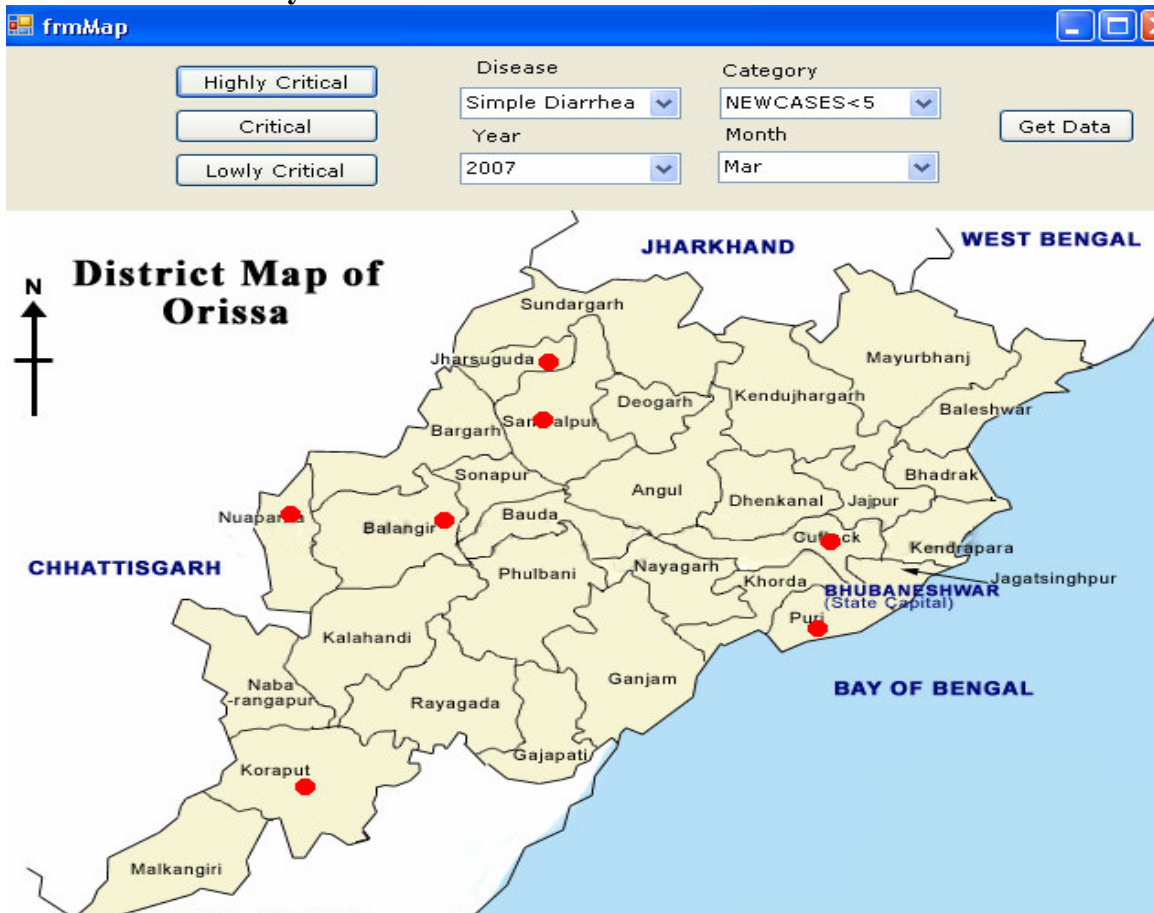 frmMap
Highly Critical
Critical
Lowly Critical
Disease
Simple Diarrhea
Year
2007
Category
NEWCASES<5
Month
Mar
Get Data
District Map of
Orissa
N
JHARKHAND
WEST BENGAL
Sundargarh
Jharsuguda
Mayurbhanj
Deogarh
Kendujhargarh
Baleshwar
Bargarh
Sonapur
Bhadrak
Angul
Dhenkanal
Jajpur
Balangir
Bauda
Kendrapara
CHHATTISGARH
Phulbani
Nayagarh
Khorda
Jagatsinghpur
BHUBANESHWAR
(State Capital)
Puri
Kalahandi
Ganjam
BAY OF BENGAL
Naba
-rangapur
Rayagada
Gajapati
Koraput
Malkangiri